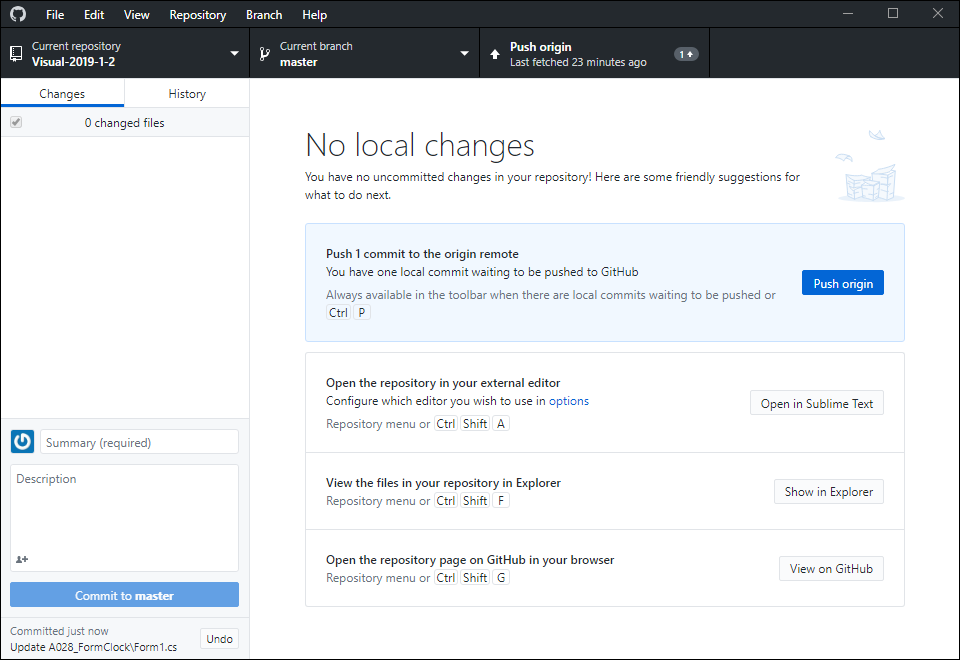 File Edit View Repository Branch Help
Current repository
Visual-2019-1-2
Current branch
master
Push origin
Last fetched 23 minutes ago
1
Changes History
0 changed files
No local changes
You have no uncommitted changes in your repository! Here are some friendly suggestions for
what to do next.
Push 1 commit to the origin remote
You have one local commit waiting to be pushed to GitHub
Always available in the toolbar when there are local commits waiting to be pushed or
Ctrl P
Push origin
Open the repository in your external editor
Configure which editor you wish to use in options
Repository menu or Ctrl Shift A
Open in Sublime Text
View the files in your repository in Explorer
Repository menu or Ctrl Shift F
Show in Explorer
Open the repository page on GitHub in your browser
Repository menu or Ctrl Shift G
View on GitHub
Summary (required)
Description
Commit to master
Committed just now
Update A028_FormClock\Form1.cs
Undo